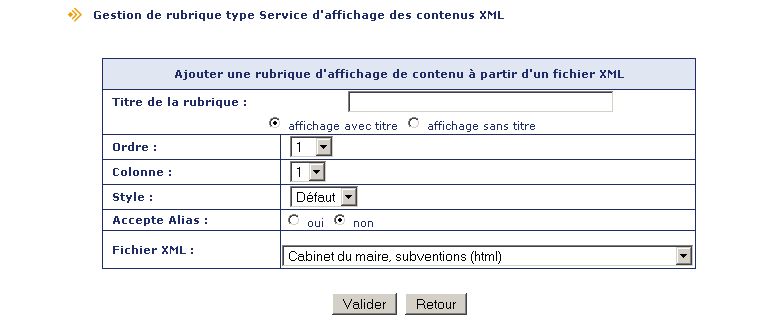 Gestion de rubrique type Service d'affichage des contenus XML
Ajouter une rubrique d'affichage de contenu à partir d'un fichier XML
Titre de la rubrique :
affichage avec titre affichage sans titre
Ordre : 1
Colonne : 1
Style : Défaut
Accepte Alias : oui non
Fichier XML : Cabinet du maire, subventions (html)
Valider Retour